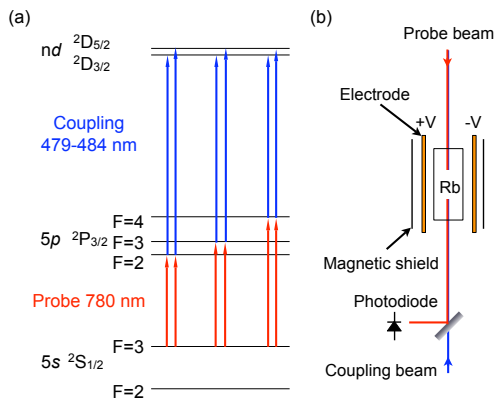 (a)
nd ²D₅/₂
²D₃/₂
Coupling
479-484 nm
F=4
5p ²P₃/₂ F=3
F=2
Probe 780 nm
F=3
5s ²S₁/₂
F=2
(b)
Probe beam
Electrode
+V
-V
Rb
Magnetic shield
Photodiode
Coupling beam